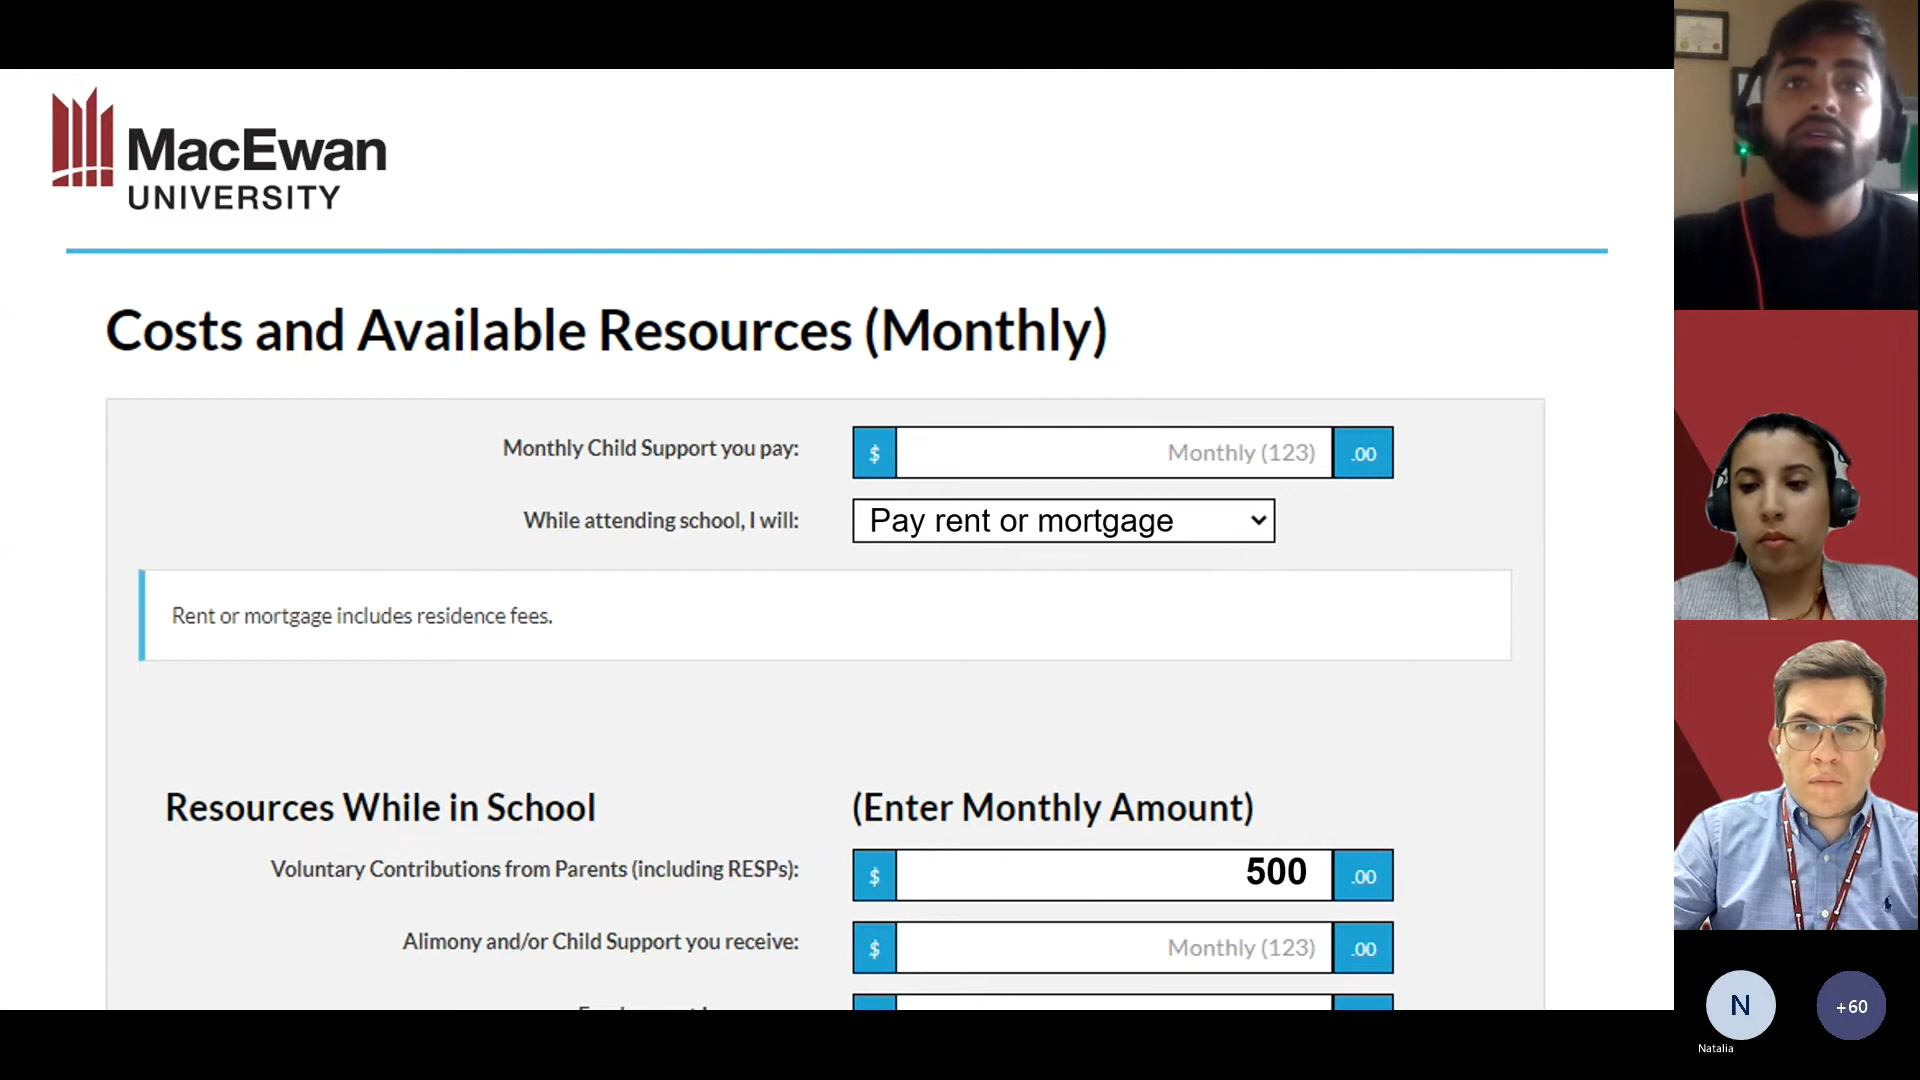 MacEwan
UNIVERSITY
Costs and Available Resources (Monthly)
Monthly Child Support you pay:
$
Monthly (123)
.00
While attending school, I will:
Pay rent or mortgage
Rent or mortgage includes residence fees.
Resources While in School
(Enter Monthly Amount)
Voluntary Contributions from Parents (including RESPs):
$
500
.00
Alimony and/or Child Support you receive:
$
Monthly (123)
.00
N
+60
Natalia